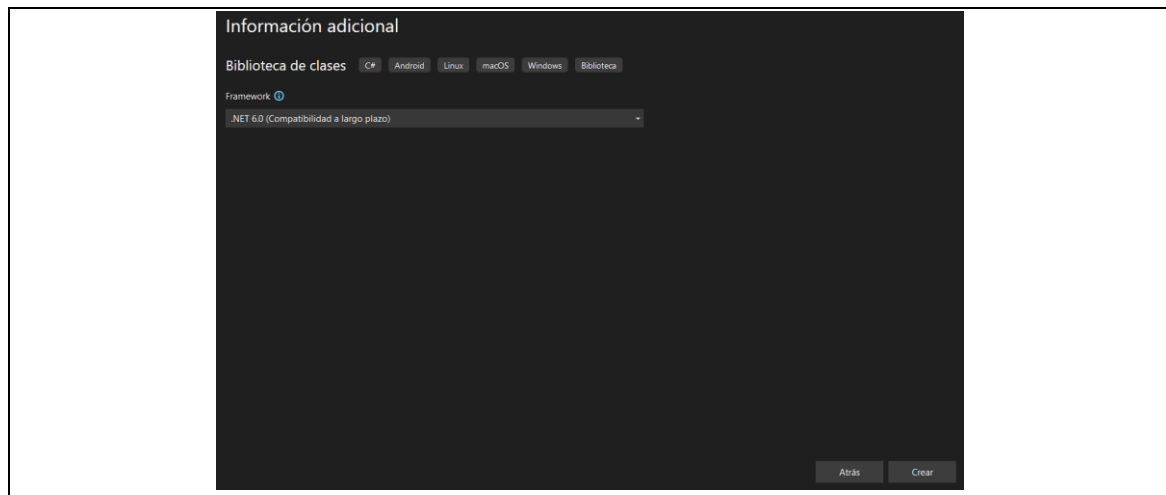 Información adicional
Biblioteca de clases C# Android Linux macOS Windows Biblioteca
Framework
.NET 6.0 (Compatibilidad a largo plazo)
Atrás Crear